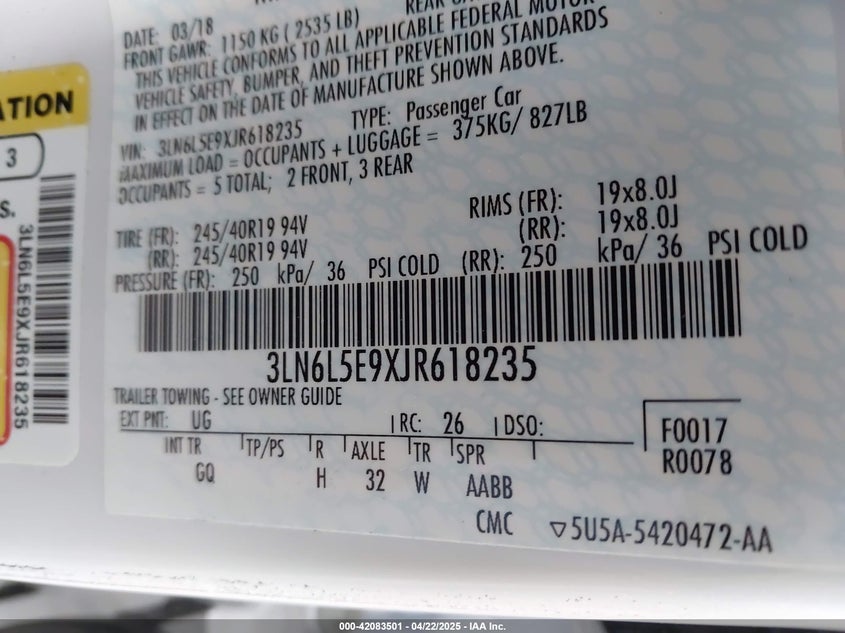 DATE: 03/18
FRONT GAWR: 1150 KG ( 2535 LB)
THIS VEHICLE CONFORMS TO ALL APPLICABLE FEDERAL MOTOR
VEHICLE SAFETY, BUMPER, AND THEFT PREVENTION STANDARDS
IN EFFECT ON THE DATE OF MANUFACTURE SHOWN ABOVE.
VIN: 3LN6L5E9XJR618235 TYPE: Passenger Car
MAXIMUM LOAD = OCCUPANTS + LUGGAGE = 375KG/ 827LB
OCCUPANTS = 5 TOTAL; 2 FRONT, 3 REAR
TIRE (FR): 245/40R19 94V RIMS (FR): 19x8.0J
(RR): 245/40R19 94V (RR): 19x8.0J
PRESSURE (FR): 250 kPa/ 36 PSI COLD (RR): 250 kPa/ 36 PSI COLD
3LN6L5E9XJR618235
TRAILER TOWING - SEE OWNER GUIDE
EXT PNT: UG RC: 26 DSO:
F0017
R0078
INT TR TP/PS R AXLE TR SPR
GQ H 32 W AABB
CMC ▽5U5A-5420472-AA
3
3LN6L5E9XJR618235
000-42083501 - 04/22/2025 - IAA Inc.